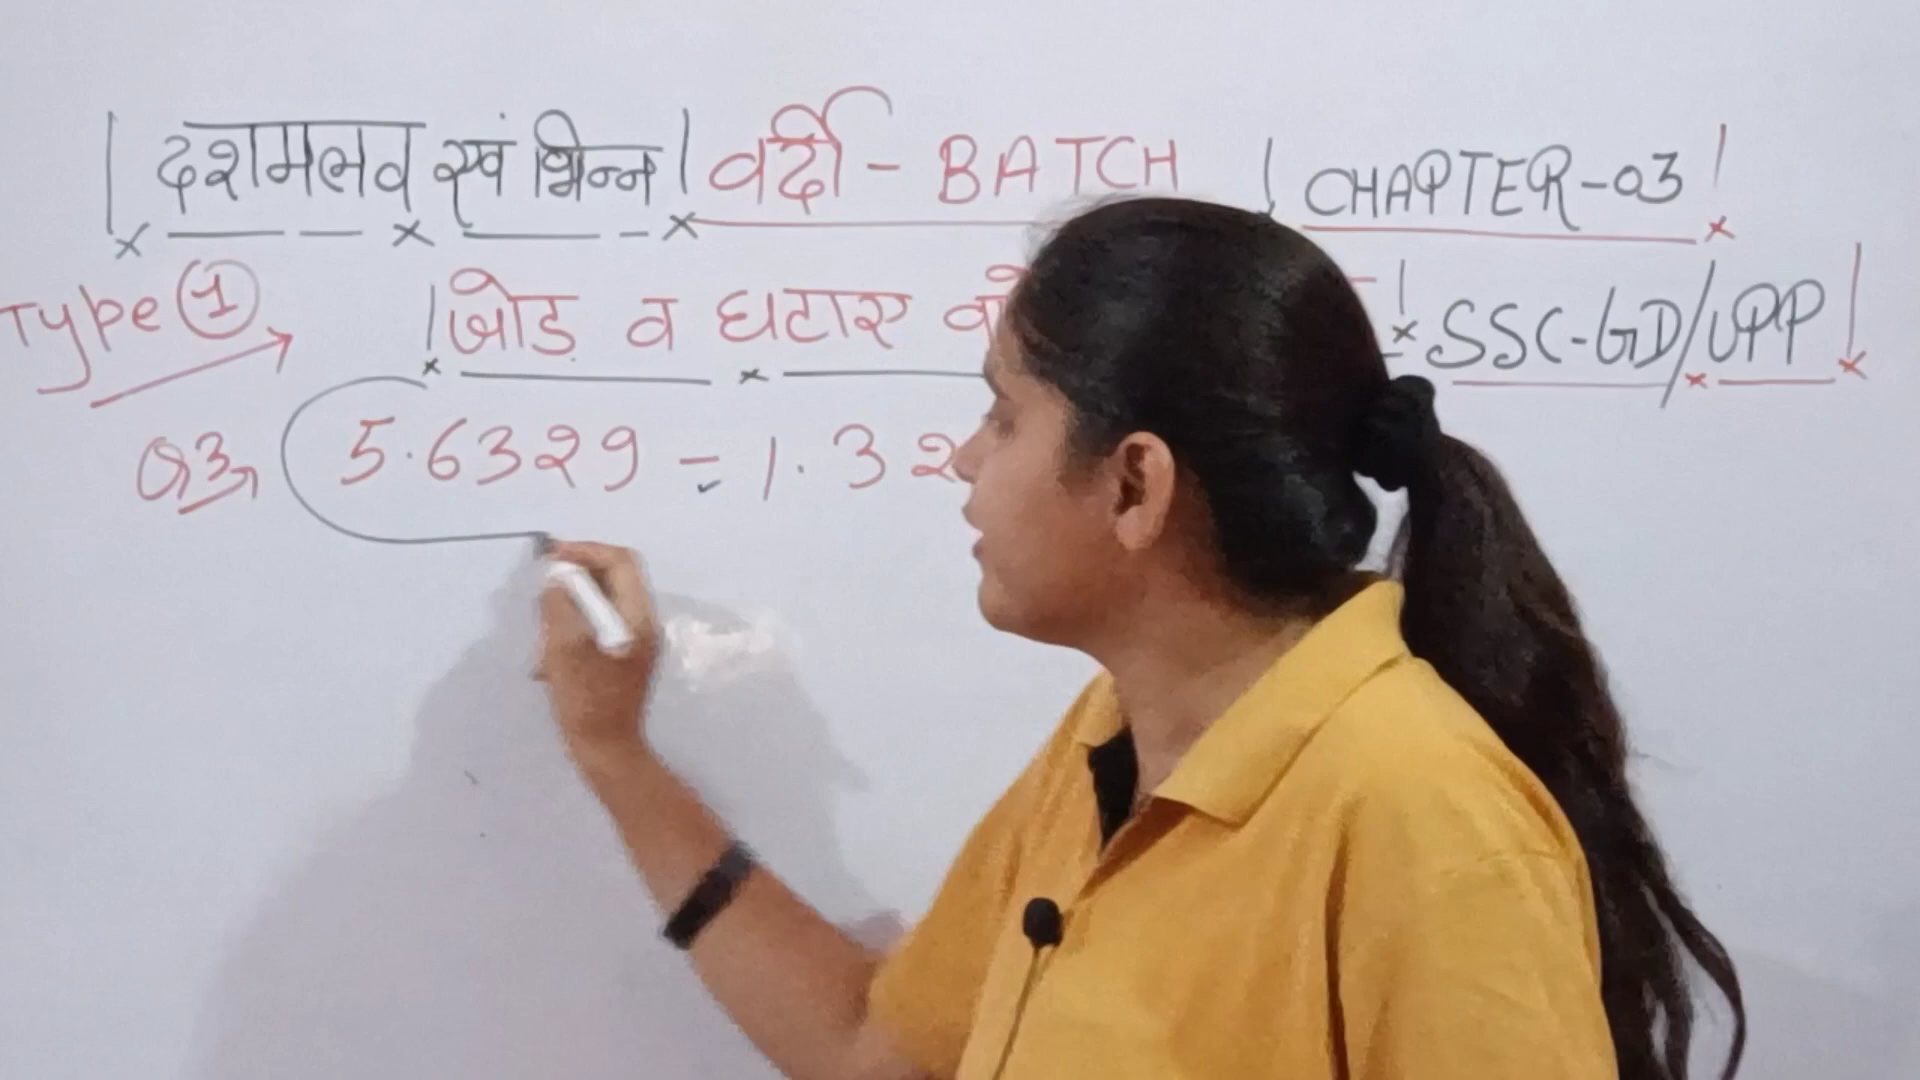 दशमलव एवं भिन्न | वर्दी - BATCH | CHAPTER-03 |
Type ① | जोड़ व घटाए SSC-GD/UPP |
Q3, 5.6329 - 1.32